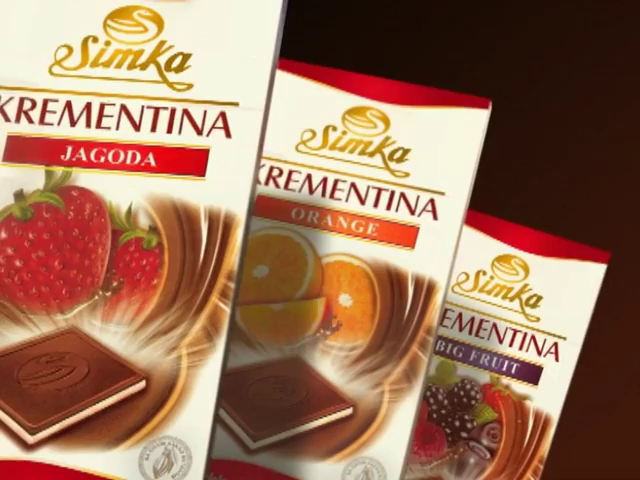 Simka
KREMENTINA
JAGODA
Simka
KREMENTINA
ORANGE
Simka
EMENTINA
BIG FRUIT